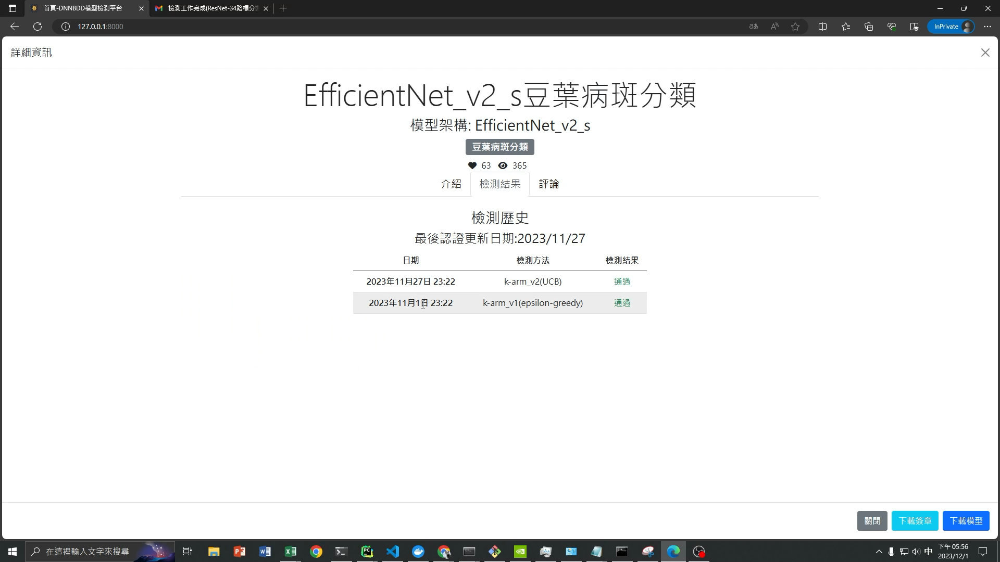 首頁-DNNBDD模型檢測平台
檢測工作完成(ResNet-34路標分
127.0.0.1:8000
InPrivate
詳細資訊
EfficientNet_v2_s豆葉病斑分類
模型架構: EfficientNet_v2_s
豆葉病斑分類
63 365
介紹 檢測結果 評論
檢測歷史
最後認證更新日期:2023/11/27
日期 檢測方法 檢測結果
2023年11月27日 23:22 k-arm_v2(UCB) 通過
2023年11月1日 23:22 k-arm_v1(epsilon-greedy) 通過
關閉 下載簽章 下載模型
在這裡輸入文字來搜尋
中
下午 05:56
2023/12/1